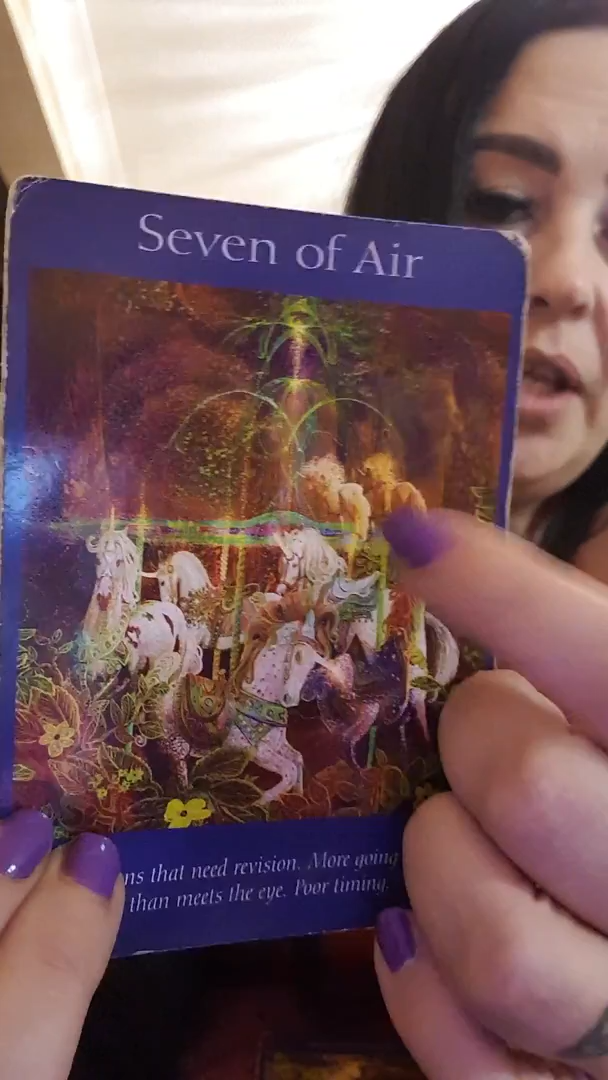 Seven of Air
ns that need revision. More going
than meets the eye. Poor timing.